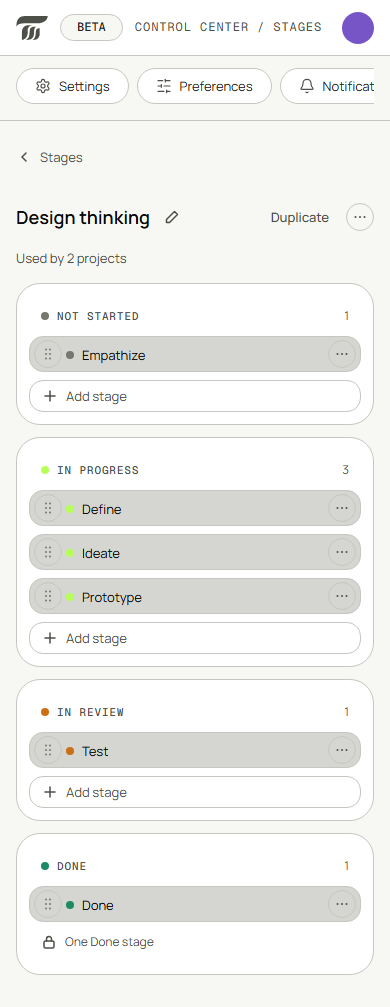 BETA CONTROL CENTER / STAGES
Settings Preferences Notificat
Stages
Design thinking Duplicate
Used by 2 projects
NOT STARTED 1
Empathize
Add stage
IN PROGRESS 3
Define
Ideate
Prototype
Add stage
IN REVIEW 1
Test
Add stage
DONE 1
Done
One Done stage